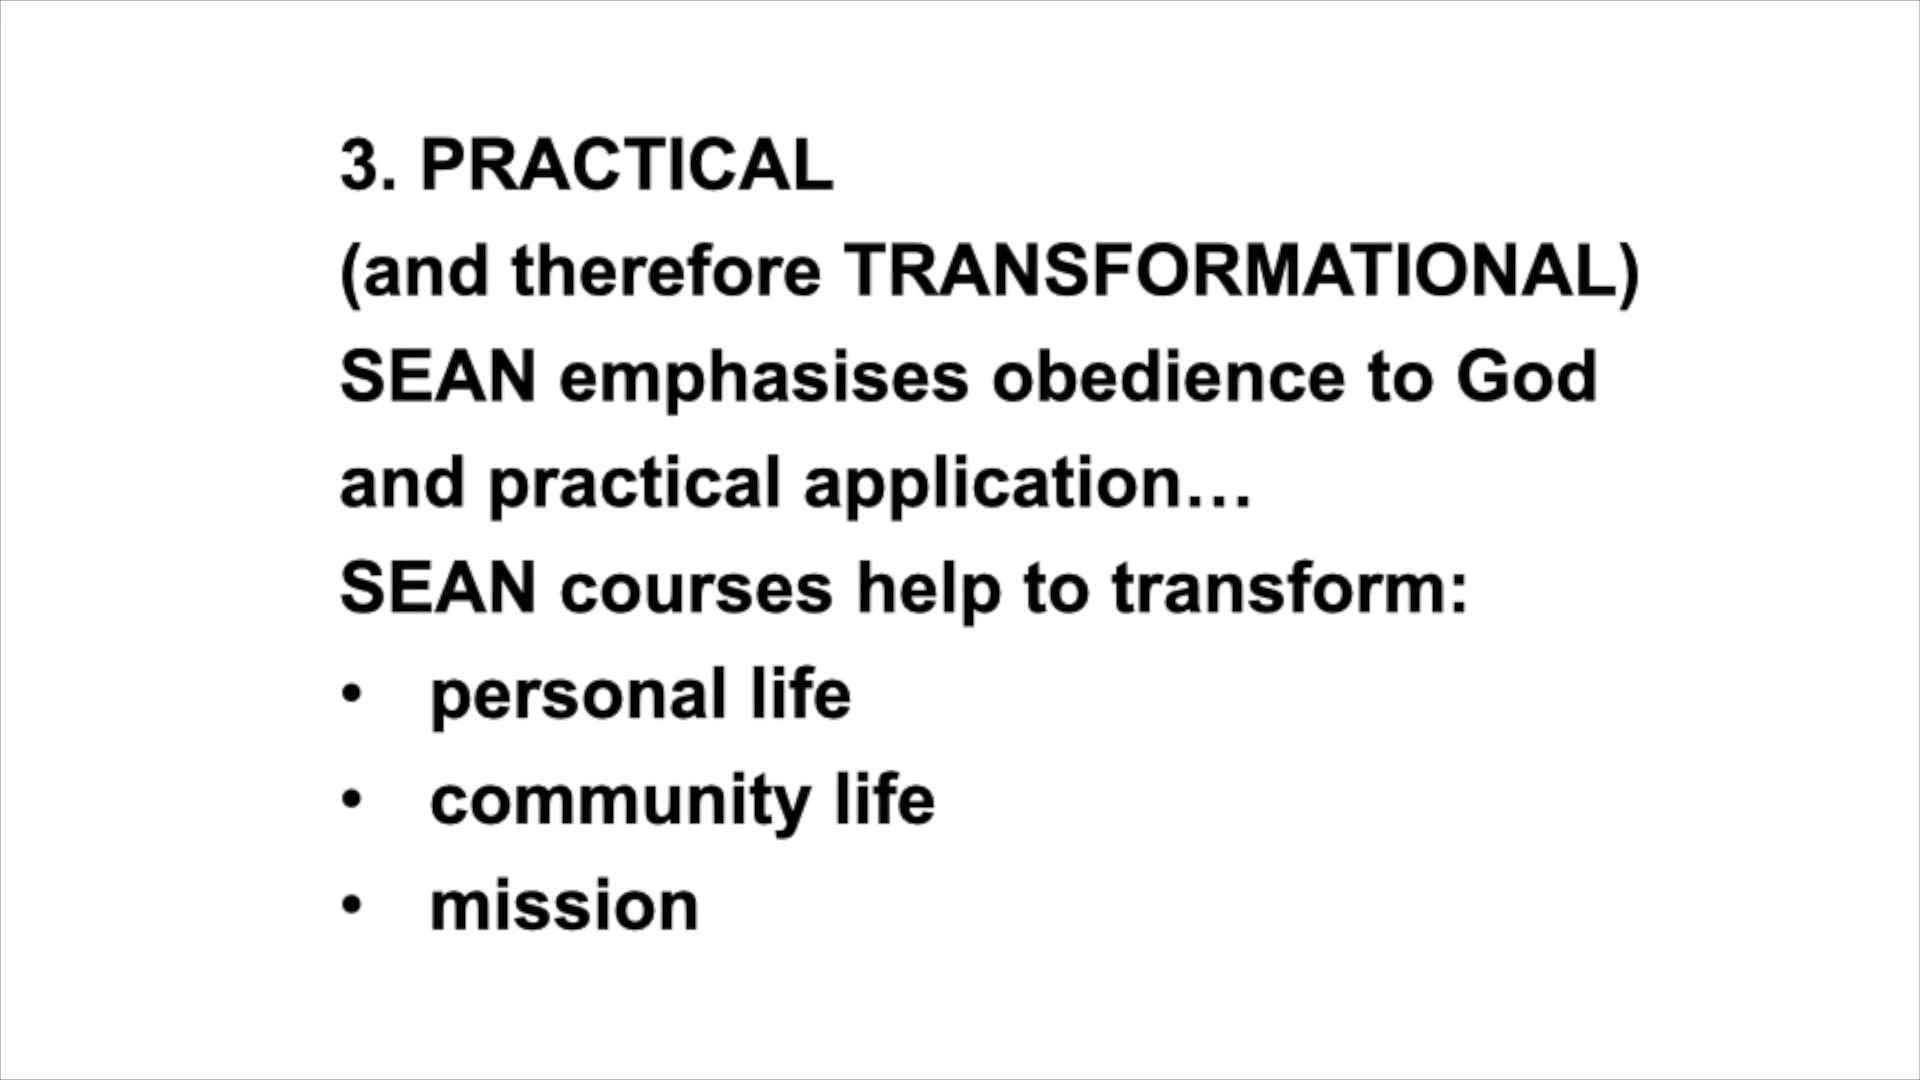 3. PRACTICAL
(and therefore TRANSFORMATIONAL)
SEAN emphasises obedience to God
and practical application…
SEAN courses help to transform:
• personal life
• community life
• mission